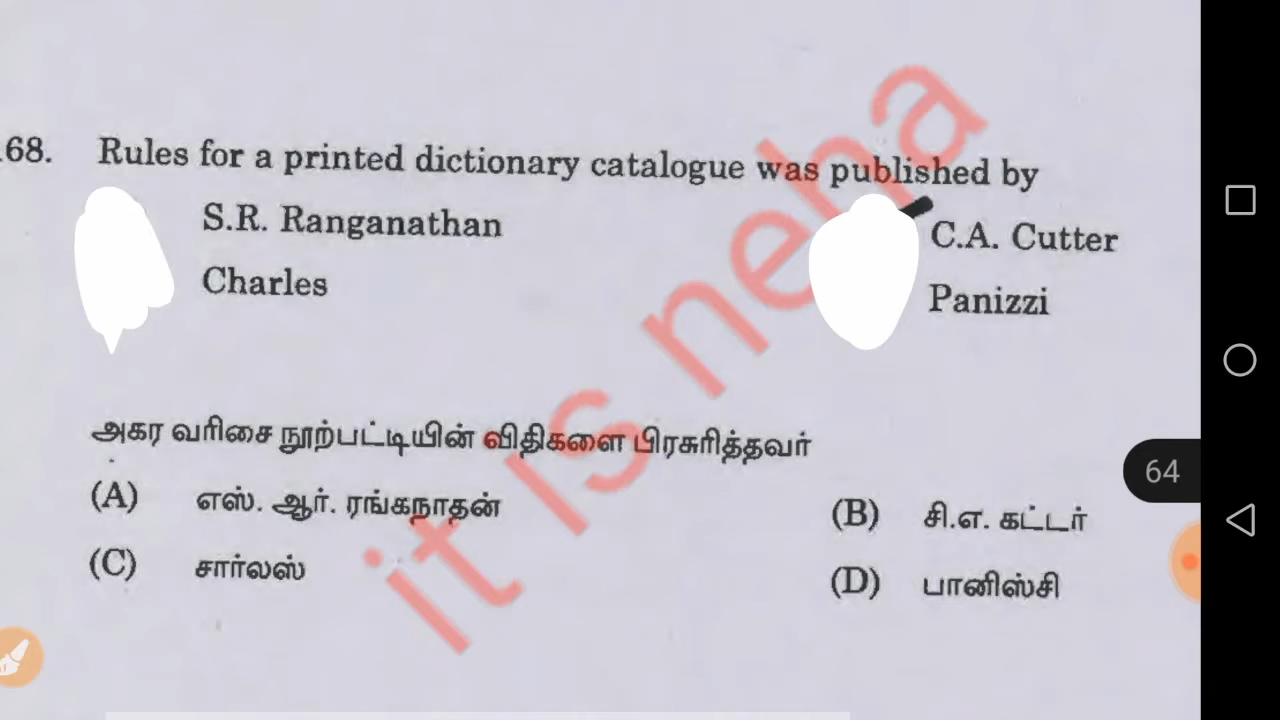 .68. Rules for a printed dictionary catalogue was published by
S.R. Ranganathan C.A. Cutter
Charles Panizzi
அகர வரிசை நூற்பட்டியின் விதிகளை பிரசுரித்தவர்
(A) எஸ். ஆர். ரங்கநாதன் (B) சி.எ. கட்டர்
(C) சார்லஸ் (D) பானிஸ்சி
it is neha
64